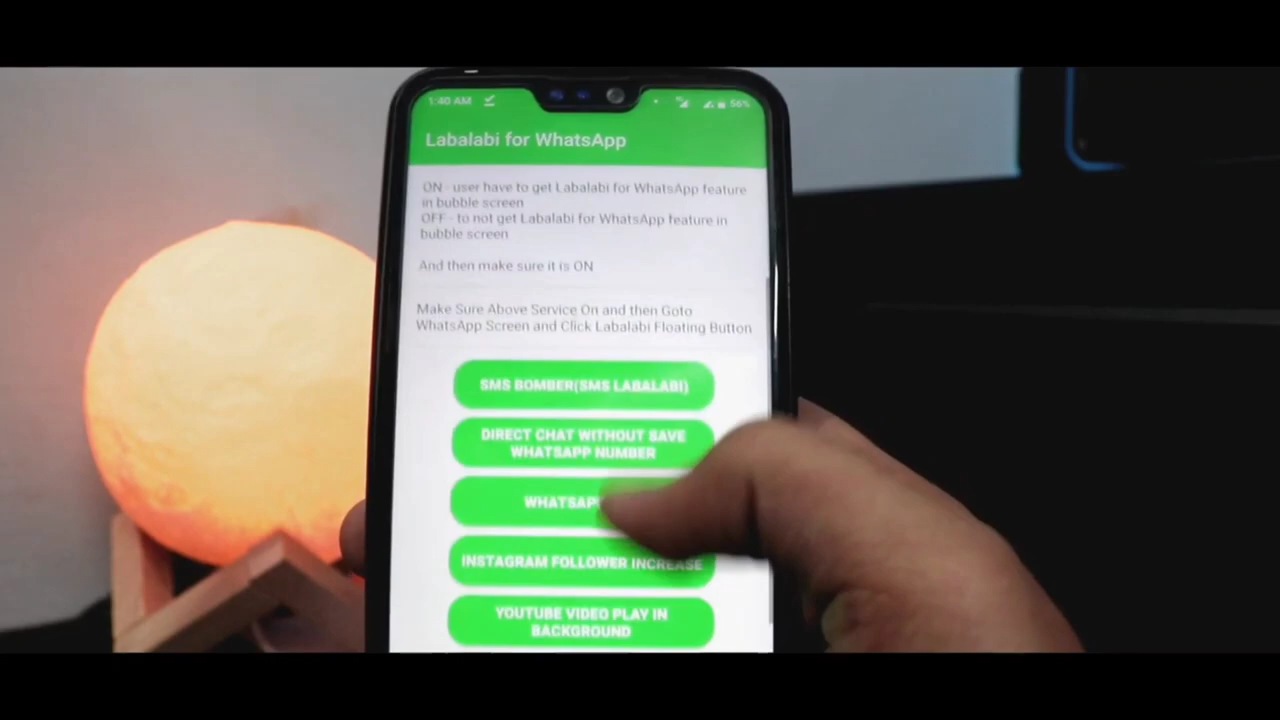 1:40 AM
56%
Labalabi for WhatsApp
ON - user have to get Labalabi for WhatsApp feature
in bubble screen
OFF - to not get Labalabi for WhatsApp feature in
bubble screen
And then make sure it is ON
Make Sure Above Service On and then Goto
WhatsApp Screen and Click Labalabi Floating Button
SMS BOMBER(SMS LABALABI)
DIRECT CHAT WITHOUT SAVE
WHATSAPP NUMBER
INSTAGRAM FOLLOWER INCREASE
YOUTUBE VIDEO PLAY IN
BACKGROUND